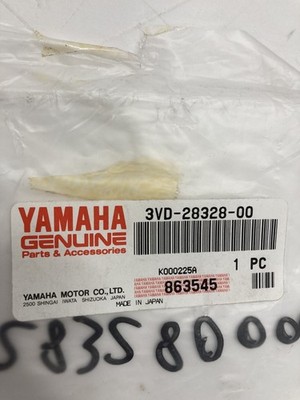 YAMAHA
GENUINE
Parts & Accessories
3VD-28328-00
K000225A
1 PC
863545
YAMAHA MOTOR CO., LTD.
2500 SHINGAI IWATA SHIZUOKA JAPAN
MADE IN JAPAN
58358000